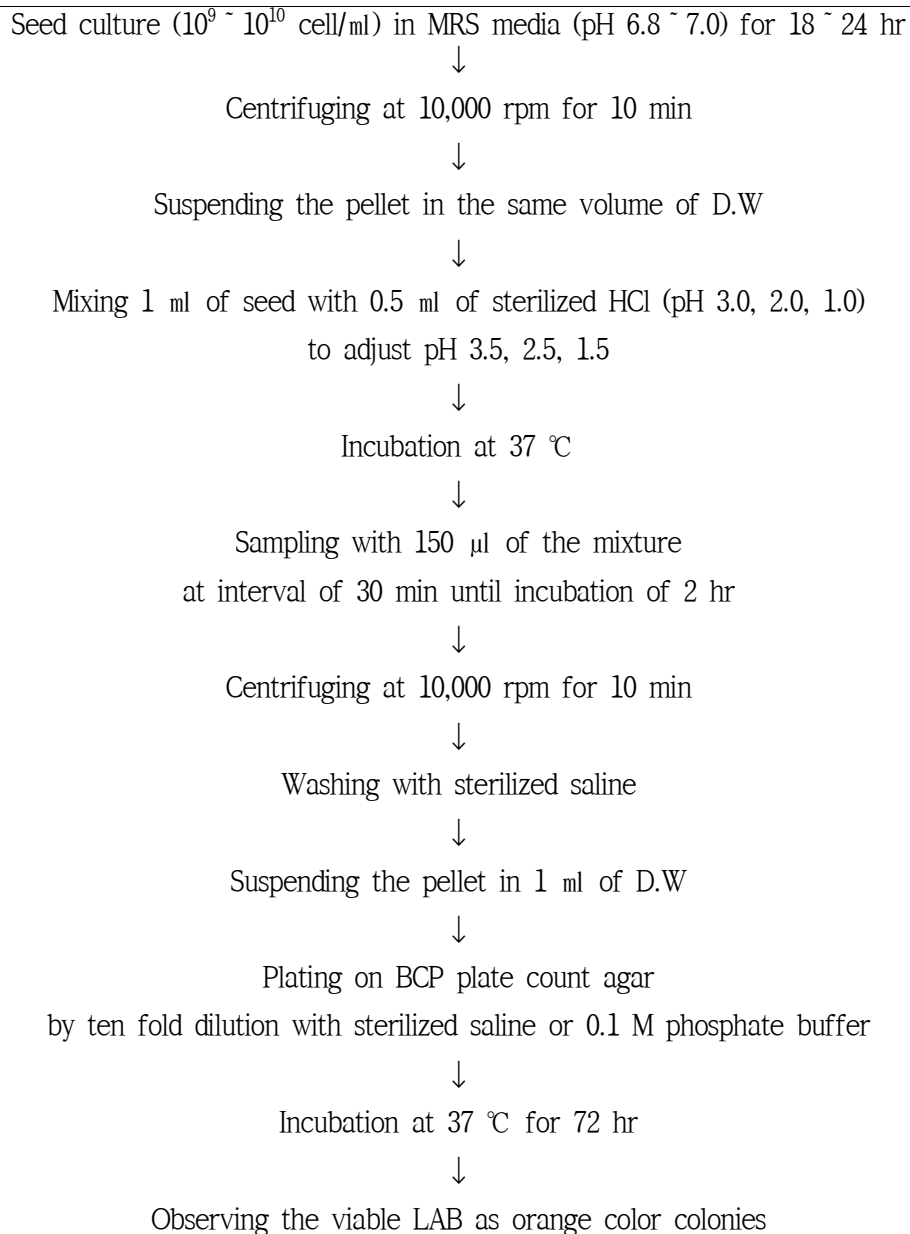 Seed culture (10⁹ ~ 10¹⁰ cell/㎖) in MRS media (pH 6.8 ~ 7.0) for 18 ~ 24 hr
↓
Centrifuging at 10,000 rpm for 10 min
↓
Suspending the pellet in the same volume of D.W
↓
Mixing 1 ㎖ of seed with 0.5 ㎖ of sterilized HCl (pH 3.0, 2.0, 1.0)
to adjust pH 3.5, 2.5, 1.5
↓
Incubation at 37 ℃
↓
Sampling with 150 ㎕ of the mixture
at interval of 30 min until incubation of 2 hr
↓
Centrifuging at 10,000 rpm for 10 min
↓
Washing with sterilized saline
↓
Suspending the pellet in 1 ㎖ of D.W
↓
Plating on BCP plate count agar
by ten fold dilution with sterilized saline or 0.1 M phosphate buffer
↓
Incubation at 37 ℃ for 72 hr
↓
Observing the viable LAB as orange color colonies